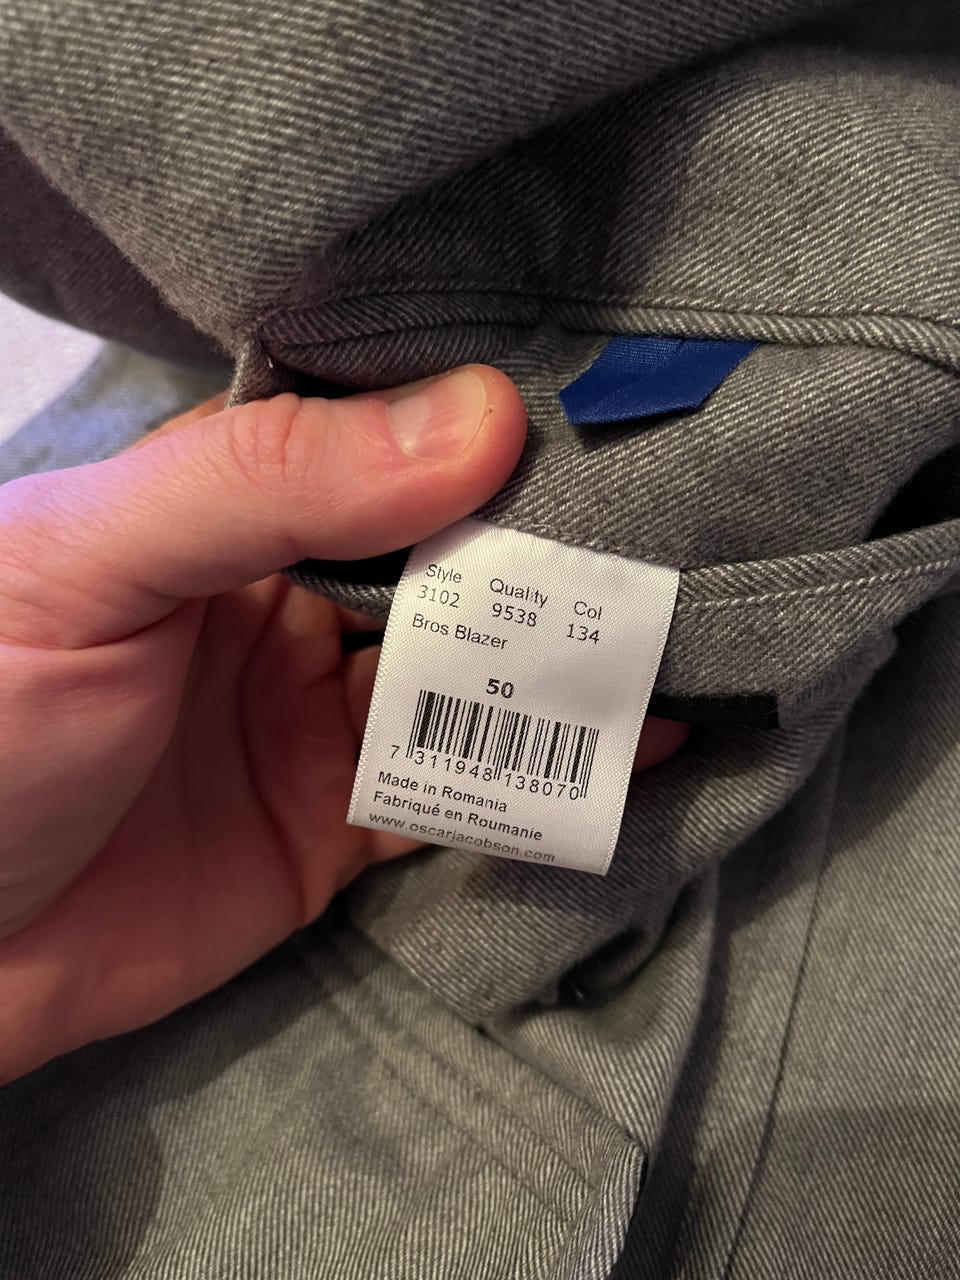 Style Quality Col
3102 9538 134
Bros Blazer
50
7 311948 138070
Made in Romania
Fabriqué en Roumanie
www.oscarjacobson.com